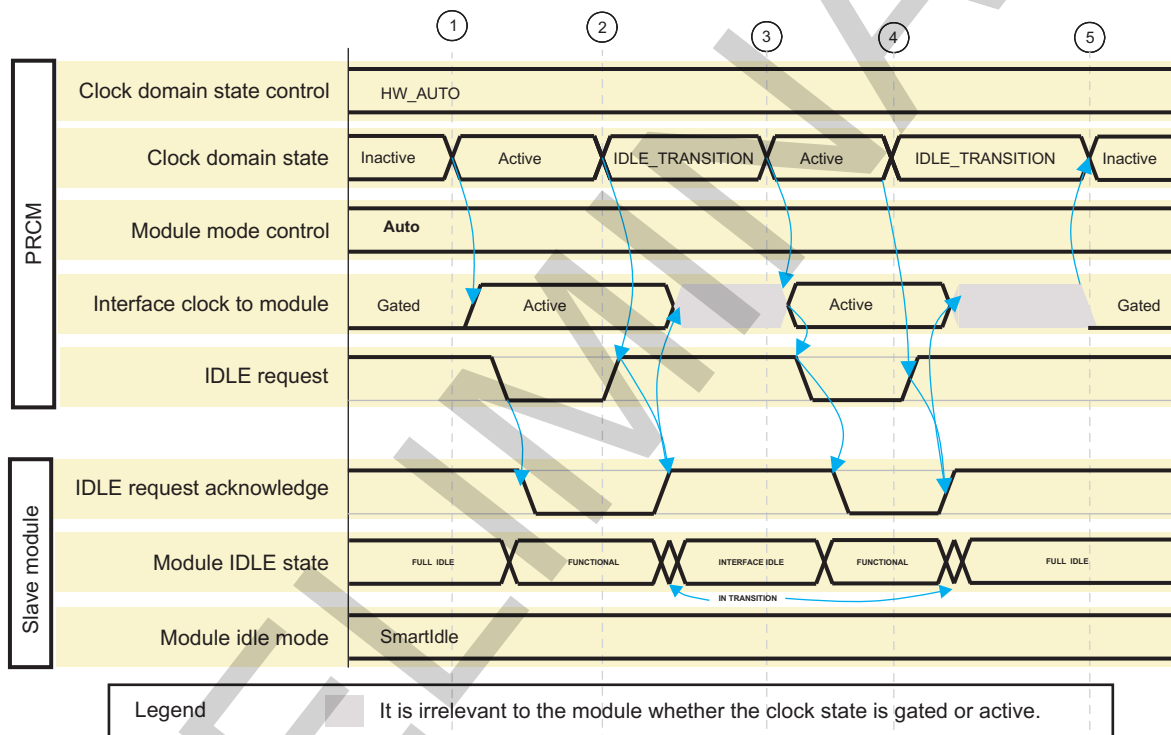 1 2 3 4 5
PRCM
Clock domain state control HW_AUTO
Clock domain state Inactive Active IDLE_TRANSITION Active IDLE_TRANSITION Inactive
Module mode control Auto
Interface clock to module Gated Active Active Gated
IDLE request
Slave module
IDLE request acknowledge
Module IDLE state FULL IDLE FUNCTIONAL INTERFACE IDLE FUNCTIONAL FULL IDLE
IN TRANSITION
Module idle mode SmartIdle
Legend It is irrelevant to the module whether the clock state is gated or active.